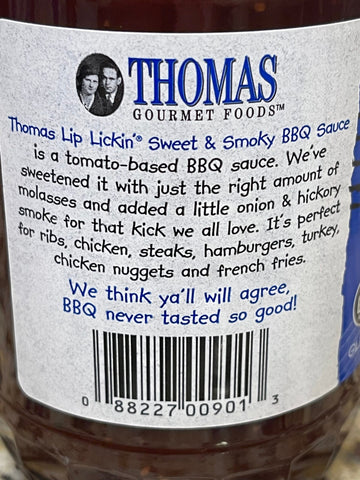 THOMAS
GOURMET FOODS™
Thomas Lip Lickin'® Sweet & Smoky BBQ Sauce
is a tomato-based BBQ sauce. We've
sweetened it with just the right amount of
molasses and added a little onion & hickory
smoke for that kick we all love. It's perfect
for ribs, chicken, steaks, hamburgers, turkey,
chicken nuggets and french fries.
We think ya'll will agree,
BBQ never tasted so good!
0 88227 00901 3